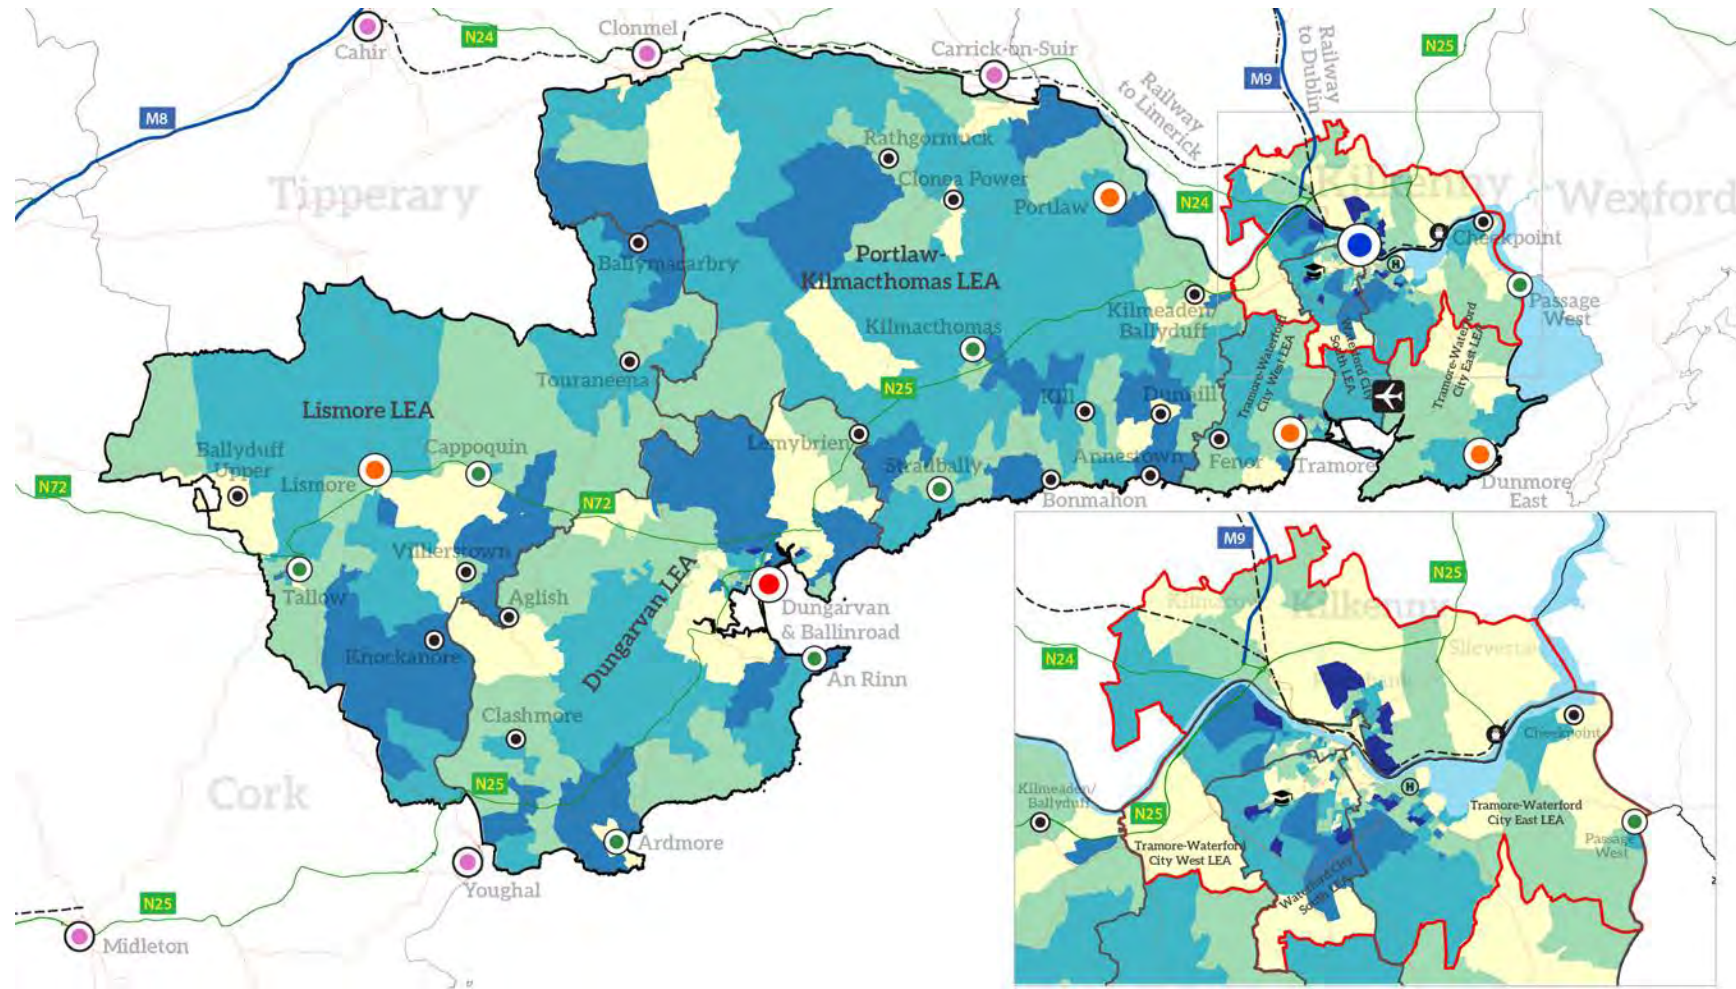 Cahir
N24
Clonmel
Carrick-on-Suir
N25
M9
Railway
to Dublin
Railway
to Limerick
M8
Rathgormuck
Clonea Power
Portlaw
N24
Kilkenny
Wexford
Tipperary
Cheekpoint
Ballymacarbry
Portlaw-
Kilmacthomas LEA
Kilmeaden/
Ballyduff
Passage
West
Kilmacthomas
Touraneena
N25
Tramore-Waterford
City West LEA
Waterford City
South LEA
Tramore-Waterford
City East LEA
Lismore LEA
Kill
Dunhill
Ballyduff
Upper
Cappoquin
Lemybrien
Stradbally
Annestown
Fenor
Tramore
Lismore
N72
N72
Bonmahon
Dunmore
East
Villierstown
Tallow
Aglish
Dungarvan LEA
Dungarvan
& Ballinroad
Knockanore
An Rinn
Clashmore
Cork
N25
Ardmore
Youghal
N25
Midleton
M9
N25
Kilkenny
N24
Cheekpoint
Kilmeaden/
Ballyduff
N25
Tramore-Waterford
City East LEA
Passage
West
Tramore-Waterford
City West LEA
Waterford City
South LEA